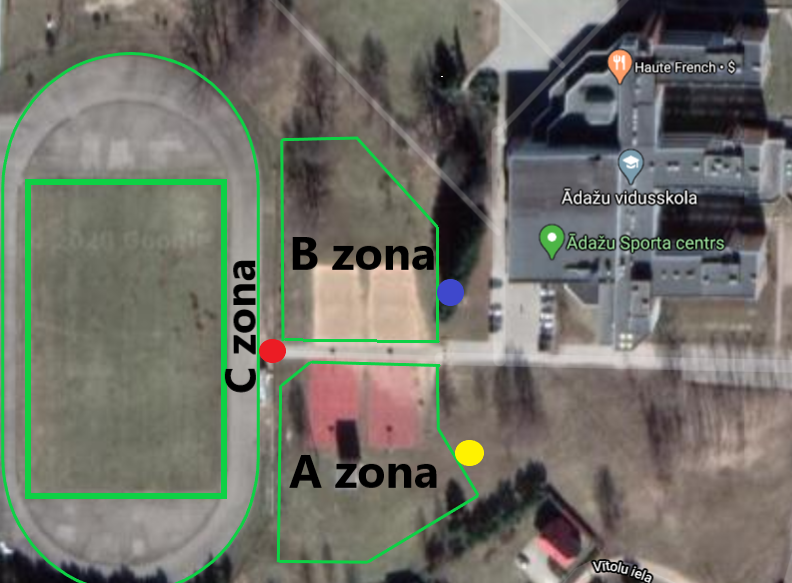 Haute French • $
Ādažu vidusskola
Ādažu Sporta centrs
B zona
C zona
A zona
Vītolu iela